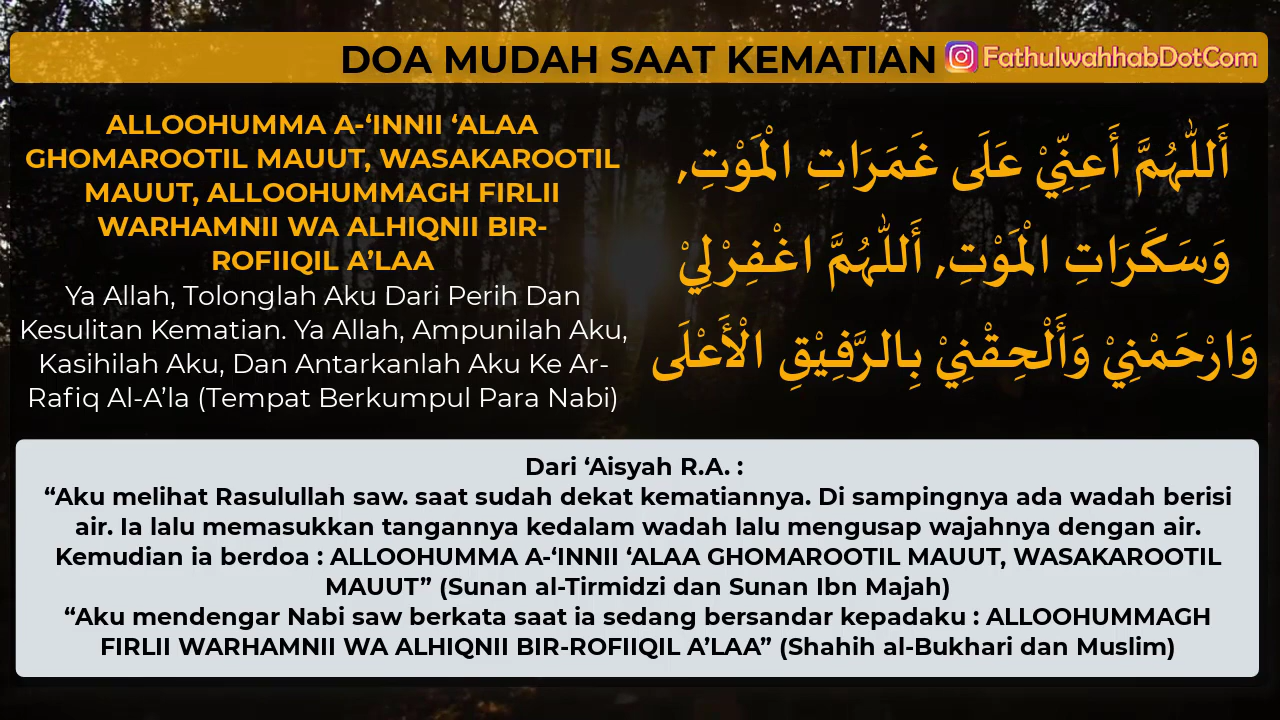 DOA MUDAH SAAT KEMATIAN
FathulwahhabDotCom
ALLOOHUMMA A-‘INNII ‘ALAA
GHOMAROOTIL MAUUT, WASAKAROOTIL
MAUUT, ALLOOHUMMAGH FIRLII
WARHAMNII WA ALHIQNII BIR-
ROFIIQIL A’LAA
Ya Allah, Tolonglah Aku Dari Perih Dan
Kesulitan Kematian. Ya Allah, Ampunilah Aku,
Kasihilah Aku, Dan Antarkanlah Aku Ke Ar-
Rafiq Al-A’la (Tempat Berkumpul Para Nabi)
أَللّٰهُمَّ أَعِنِّيْ عَلَى غَمَرَاتِ الْمَوْتِ,
وَسَكَرَاتِ الْمَوْتِ, أَللّٰهُمَّ اغْفِرْلِيْ
وَارْحَمْنِيْ وَأَلْحِقْنِيْ بِالرَّفِيْقِ الْأَعْلَى
Dari ‘Aisyah R.A. :
“Aku melihat Rasulullah saw. saat sudah dekat kematiannya. Di sampingnya ada wadah berisi
air. Ia lalu memasukkan tangannya kedalam wadah lalu mengusap wajahnya dengan air.
Kemudian ia berdoa : ALLOOHUMMA A-‘INNII ‘ALAA GHOMAROOTIL MAUUT, WASAKAROOTIL
MAUUT” (Sunan al-Tirmidzi dan Sunan Ibn Majah)
“Aku mendengar Nabi saw berkata saat ia sedang bersandar kepadaku : ALLOOHUMMAGH
FIRLII WARHAMNII WA ALHIQNII BIR-ROFIIQIL A’LAA” (Shahih al-Bukhari dan Muslim)